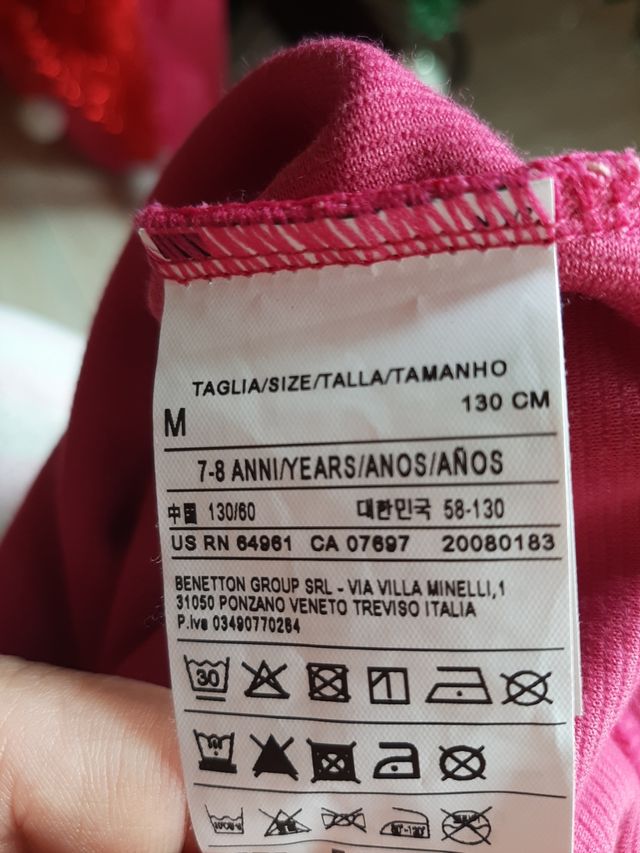 TAGLIA/SIZE/TALLA/TAMANHO
M 130 CM
7-8 ANNI/YEARS/ANOS/AÑOS
中国 130/60 대한민국 58-130
US RN 64961 CA 07697 20080183
BENETTON GROUP SRL - VIA VILLA MINELLI,1
31050 PONZANO VENETO TREVISO ITALIA
P.iva 03490770264
30